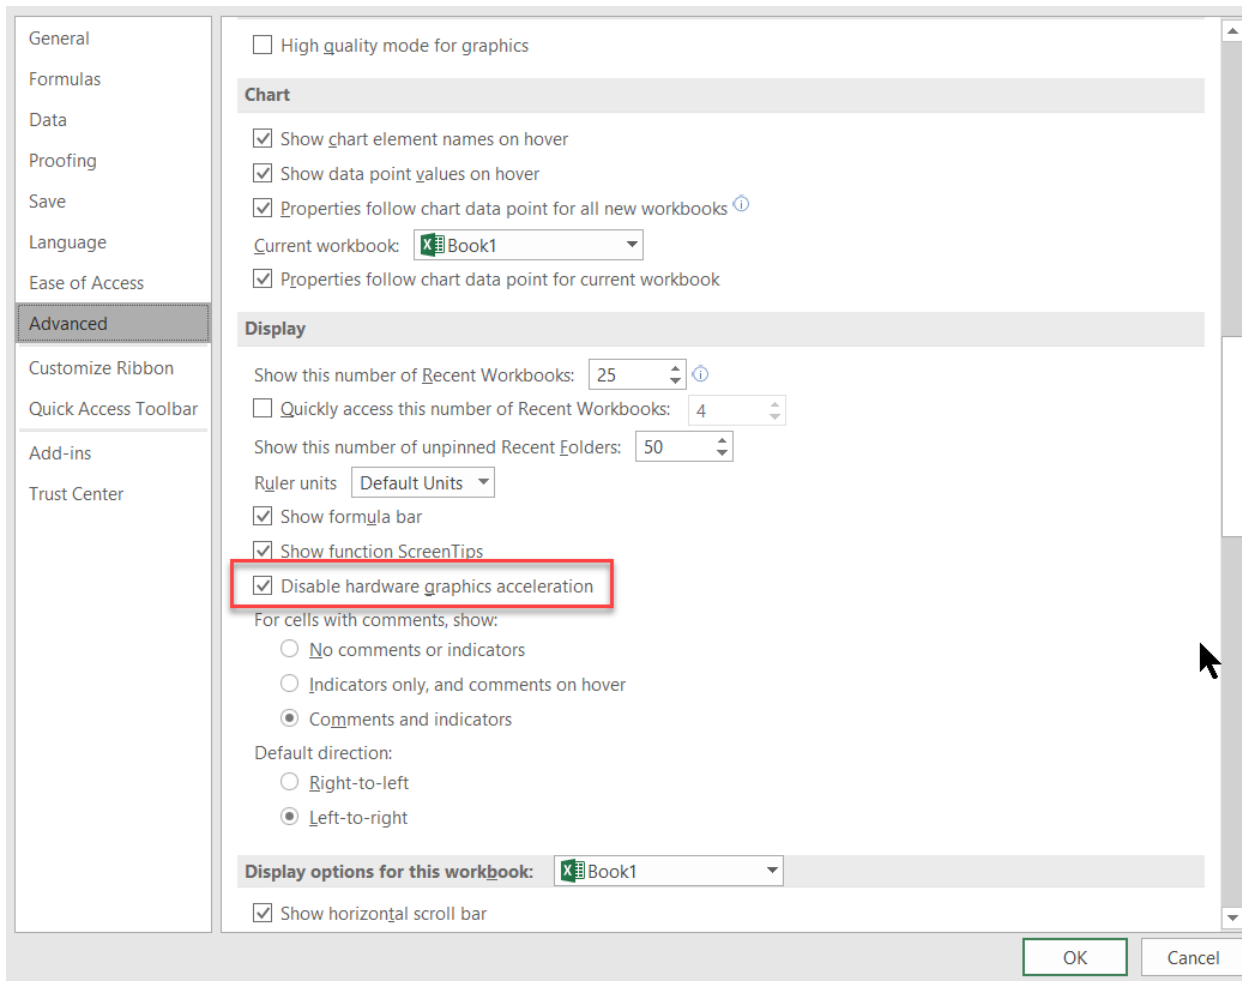 General
Formulas
Data
Proofing
Save
Language
Ease of Access
Advanced
Customize Ribbon
Quick Access Toolbar
Add-ins
Trust Center
High quality mode for graphics
Chart
Show chart element names on hover
Show data point values on hover
Properties follow chart data point for all new workbooks
Current workbook: Book1
Properties follow chart data point for current workbook
Display
Show this number of Recent Workbooks: 25
Quickly access this number of Recent Workbooks: 4
Show this number of unpinned Recent Folders: 50
Ruler units Default Units
Show formula bar
Show function ScreenTips
Disable hardware graphics acceleration
For cells with comments, show:
No comments or indicators
Indicators only, and comments on hover
Comments and indicators
Default direction:
Right-to-left
Left-to-right
Display options for this workbook: Book1
Show horizontal scroll bar
OK Cancel